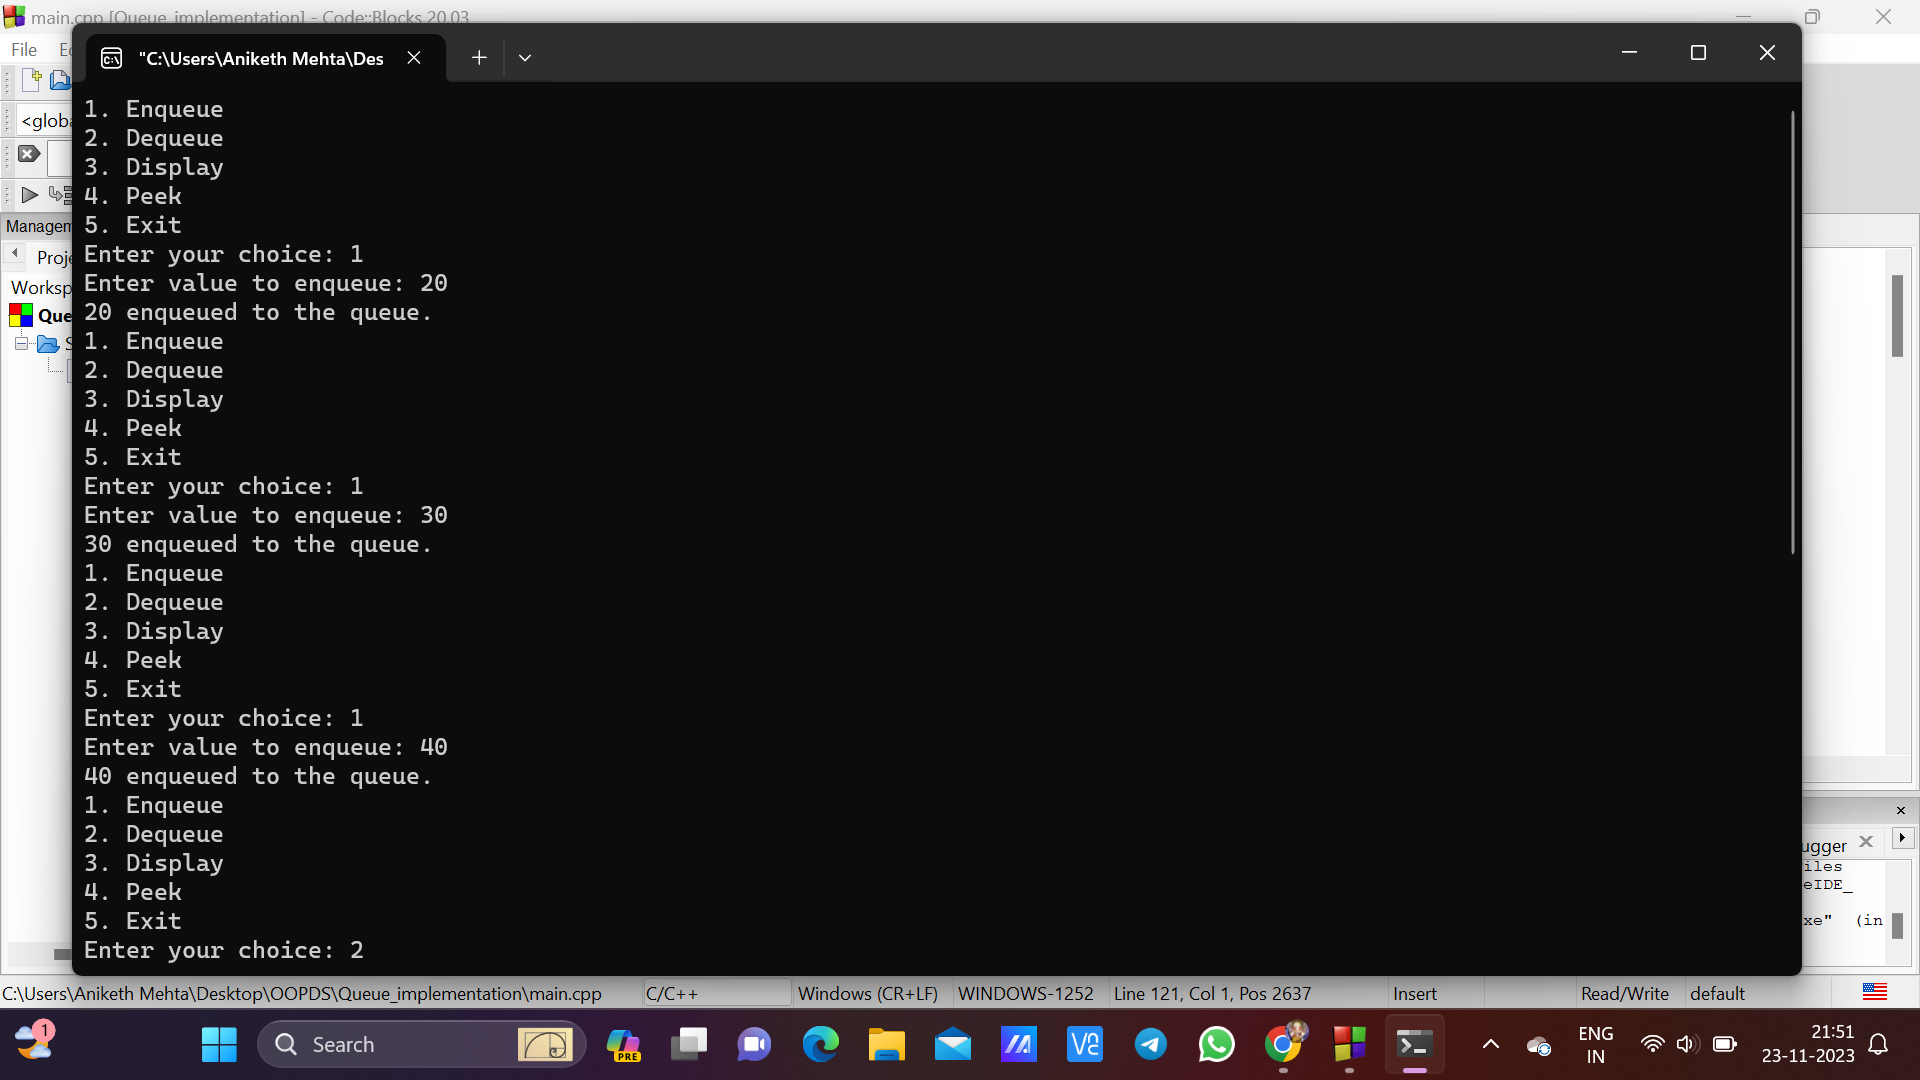 main.cpp [Queue_implementation] - Code::Blocks 20.03
File
"C:\Users\Aniketh Mehta\Des
1. Enqueue
2. Dequeue
3. Display
4. Peek
5. Exit
Enter your choice: 1
Enter value to enqueue: 20
20 enqueued to the queue.
1. Enqueue
2. Dequeue
3. Display
4. Peek
5. Exit
Enter your choice: 1
Enter value to enqueue: 30
30 enqueued to the queue.
1. Enqueue
2. Dequeue
3. Display
4. Peek
5. Exit
Enter your choice: 1
Enter value to enqueue: 40
40 enqueued to the queue.
1. Enqueue
2. Dequeue
3. Display
4. Peek
5. Exit
Enter your choice: 2
<globa
Managem
Proje
Worksp
Que
S
ugger
iles
eIDE_
xe" (in
C:\Users\Aniketh Mehta\Desktop\OOPDS\Queue_implementation\main.cpp C/C++ Windows (CR+LF) WINDOWS-1252 Line 121, Col 1, Pos 2637 Insert Read/Write default
1
Search
PRE
ENG
IN
21:51
23-11-2023